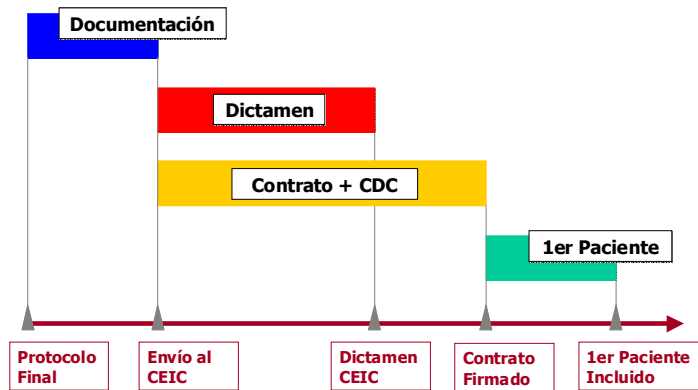 Documentación
Dictamen
Contrato + CDC
1er Paciente
Protocolo
Final
Envío al
CEIC
Dictamen
CEIC
Contrato
Firmado
1er Paciente
Incluido